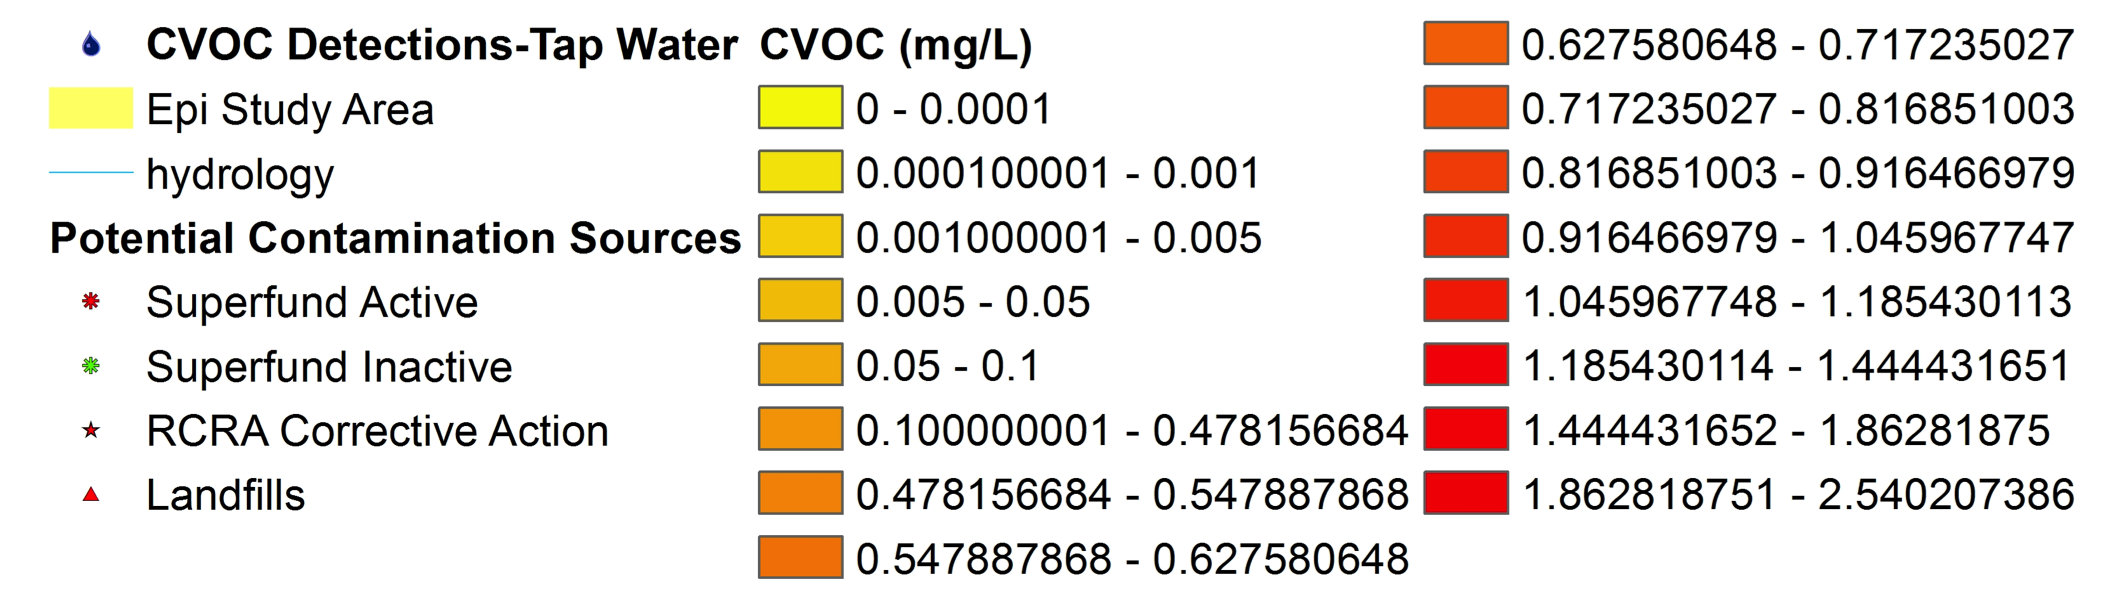 CVOC Detections-Tap Water
Epi Study Area
hydrology
Potential Contamination Sources
Superfund Active
Superfund Inactive
RCRA Corrective Action
Landfills
CVOC (mg/L)
0 - 0.0001
0.000100001 - 0.001
0.001000001 - 0.005
0.005 - 0.05
0.05 - 0.1
0.100000001 - 0.478156684
0.478156684 - 0.547887868
0.547887868 - 0.627580648
0.627580648 - 0.717235027
0.717235027 - 0.816851003
0.816851003 - 0.916466979
0.916466979 - 1.045967747
1.045967748 - 1.185430113
1.185430114 - 1.444431651
1.444431652 - 1.86281875
1.862818751 - 2.540207386